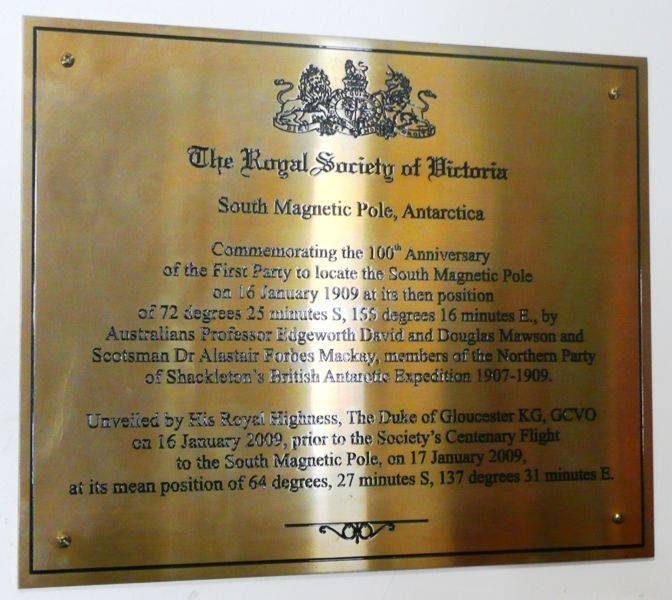 The Royal Society of Victoria
South Magnetic Pole, Antarctica
Commemorating the 100th Anniversary
of the First Party to locate the South Magnetic Pole
on 16 January 1909 at its then position
of 72 degrees 25 minutes S, 155 degrees 16 minutes E., by
Australians Professor Edgeworth David and Douglas Mawson and
Scotsman Dr Alastair Forbes Mackay, members of the Northern Party
of Shackleton's British Antarctic Expedition 1907-1909.
Unveiled by His Royal Highness, The Duke of Gloucester KG, GCVO
on 16 January 2009, prior to the Society's Centenary Flight
to the South Magnetic Pole, on 17 January 2009,
at its mean position of 64 degrees, 27 minutes S, 137 degrees 31 minutes E.